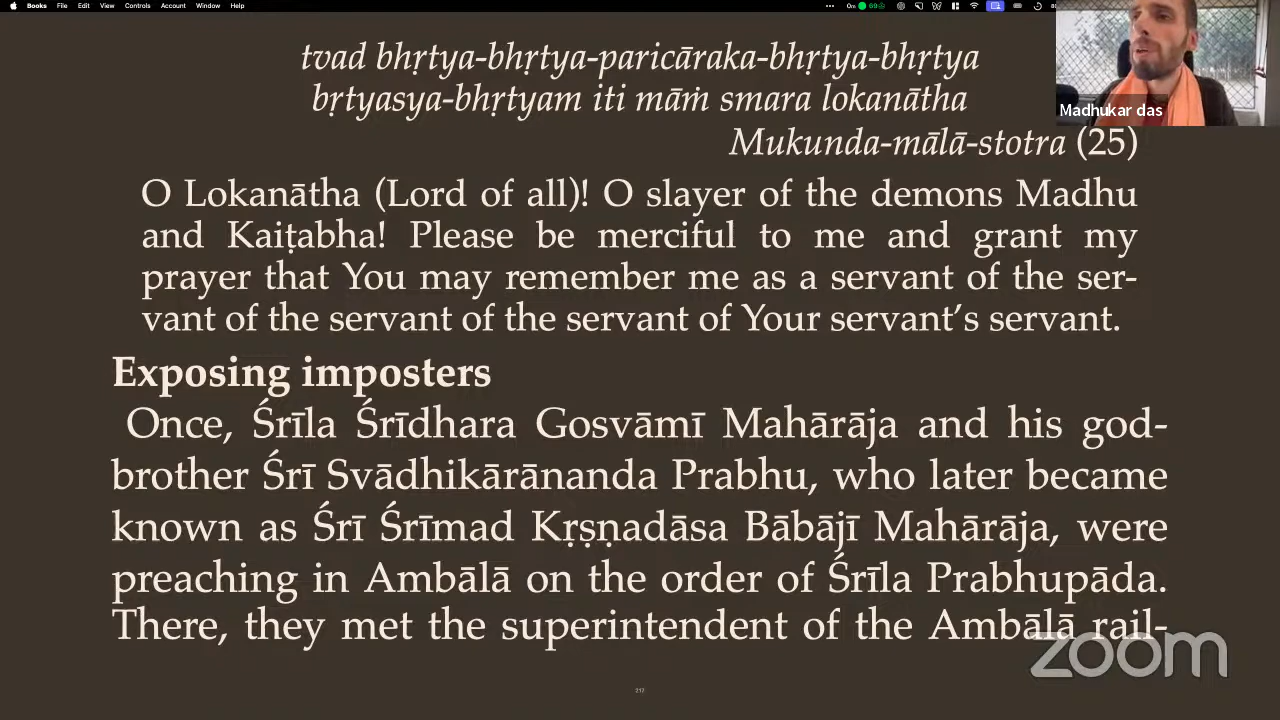 Books File Edit View Controls Account Window Help
tvad bhṛtya-bhṛtya-paricāraka-bhṛtya-bhṛtya
bṛtyasya-bhṛtyam iti māṁ smara lokanātha
Madhukar das
Mukunda-mālā-stotra (25)
O Lokanātha (Lord of all)! O slayer of the demons Madhu
and Kaiṭabha! Please be merciful to me and grant my
prayer that You may remember me as a servant of the ser-
vant of the servant of the servant of Your servant’s servant.
Exposing imposters
Once, Śrīla Śrīdhara Gosvāmī Mahārāja and his god-
brother Śrī Svādhikārānanda Prabhu, who later became
known as Śrī Śrīmad Kṛṣṇadāsa Bābājī Mahārāja, were
preaching in Ambālā on the order of Śrīla Prabhupāda.
There, they met the superintendent of the Ambālā rail-
zoom
217